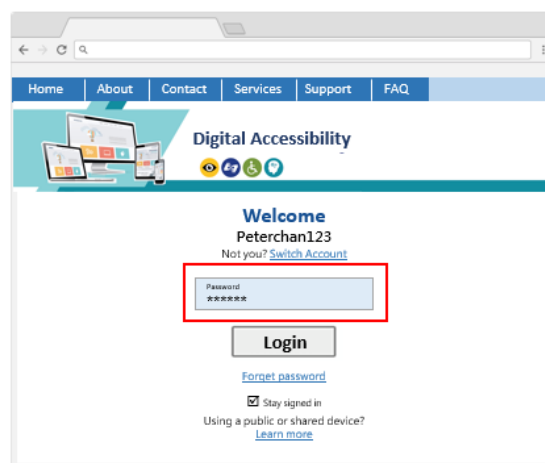 Home About Contact Services Support FAQ
Digital Accessibility
Welcome
Peterchan123
Not you? Switch Account
Password
******
Login
Forget password
Stay signed in
Using a public or shared device?
Learn more